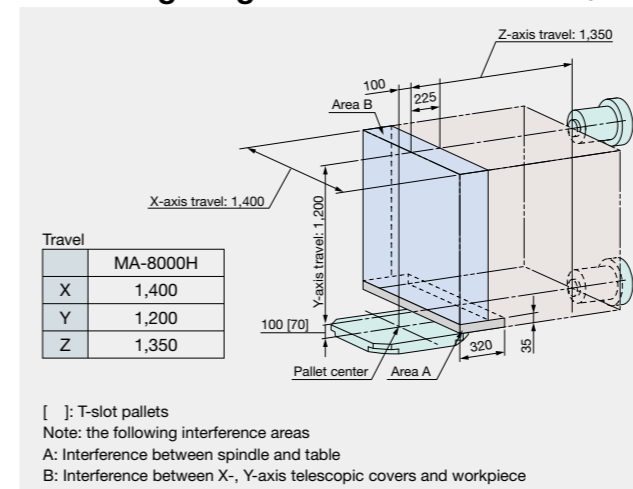 Z-axis travel: 1,350
100
225
Area B
X-axis travel: 1,400
Y-axis travel: 1,200
Travel
MA-8000H
X 1,400
Y 1,200
Z 1,350
100 [70]
320
35
Pallet center
Area A
[ ]: T-slot pallets
Note: the following interference areas
A: Interference between spindle and table
B: Interference between X-, Y-axis telescopic covers and workpiece